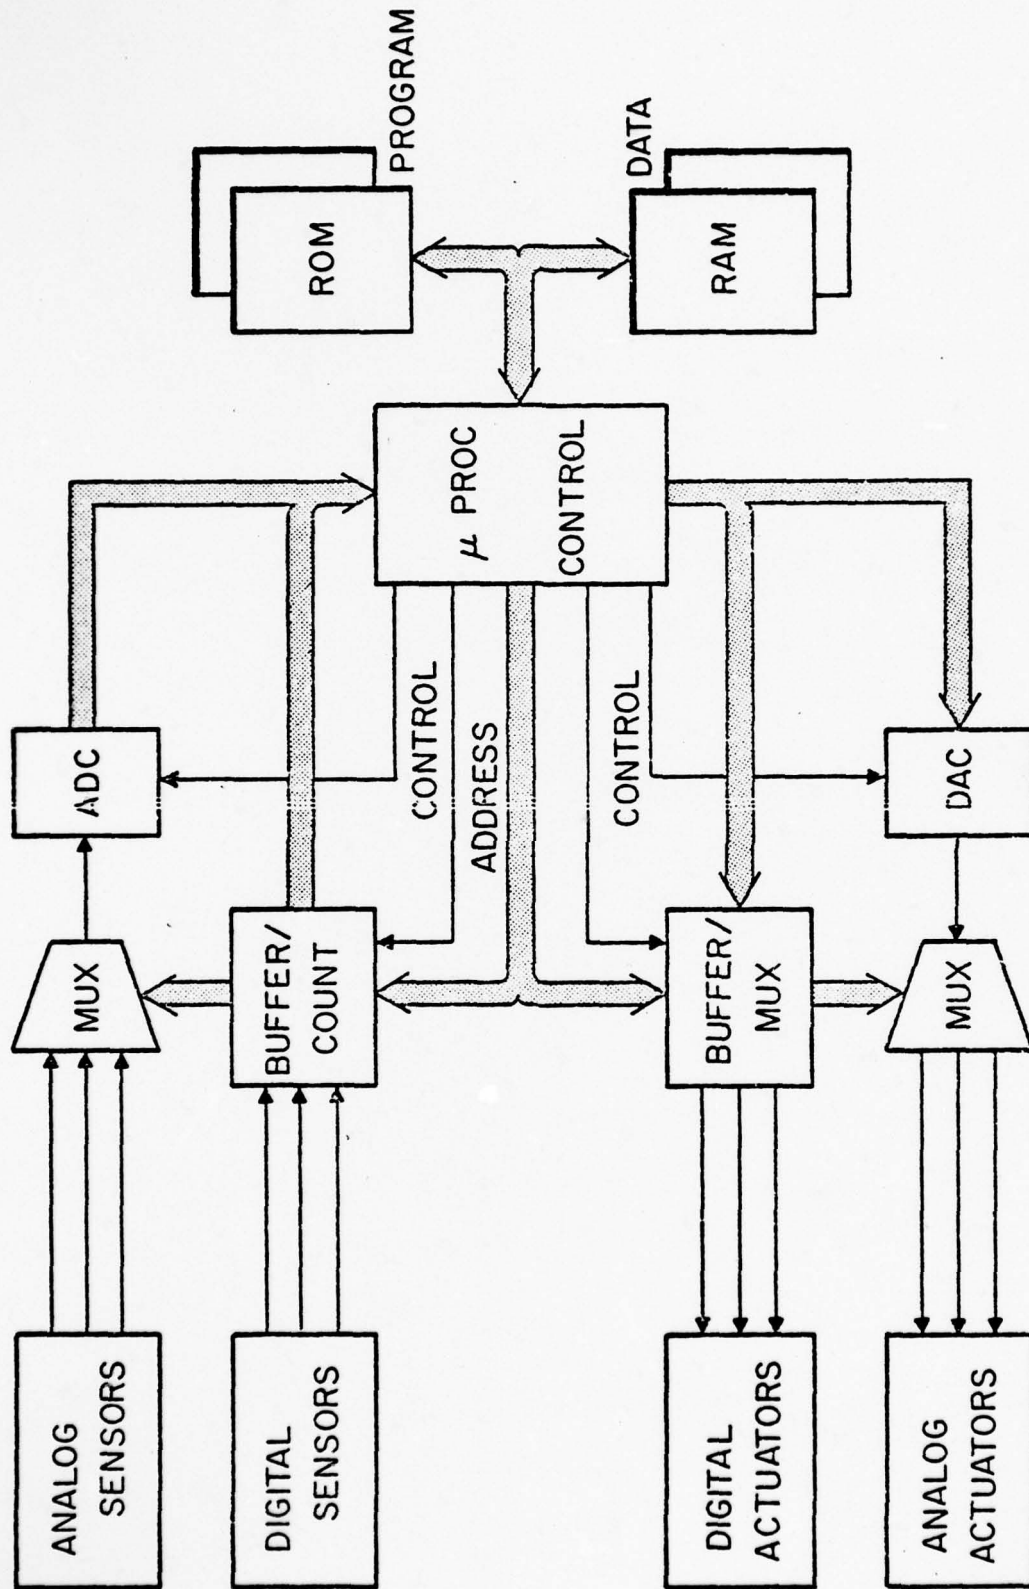 ANALOG
SENSORS
MUX
ADC
DIGITAL
SENSORS
BUFFER/
COUNT
CONTROL
ADDRESS
μ PROC
CONTROL
ROM
PROGRAM
RAM
DATA
CONTROL
DIGITAL
ACTUATORS
BUFFER/
MUX
ANALOG
ACTUATORS
MUX
DAC